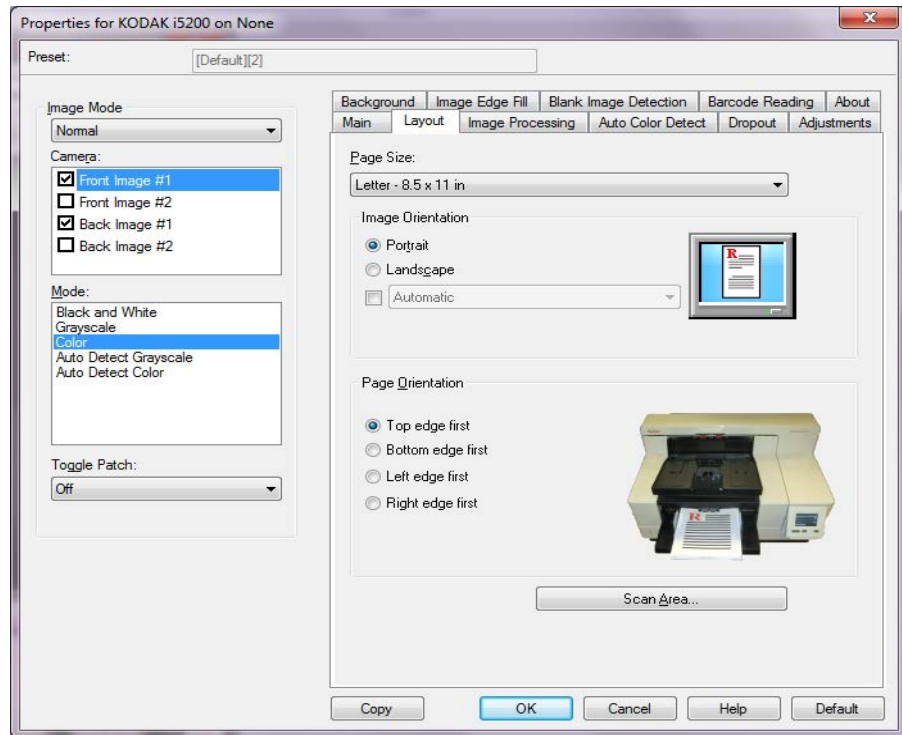 Properties for KODAK i5200 on None
Preset:
[Default][2]
Image Mode
Normal
Camera:
Front Image #1
Front Image #2
Back Image #1
Back Image #2
Mode:
Black and White
Grayscale
Color
Auto Detect Grayscale
Auto Detect Color
Toggle Patch:
Off
Background Image Edge Fill Blank Image Detection Barcode Reading About
Main Layout Image Processing Auto Color Detect Dropout Adjustments
Page Size:
Letter - 8.5 x 11 in
Image Orientation
Portrait
Landscape
Automatic
R
Page Orientation
Top edge first
Bottom edge first
Left edge first
Right edge first
R
Scan Area...
Copy OK Cancel Help Default